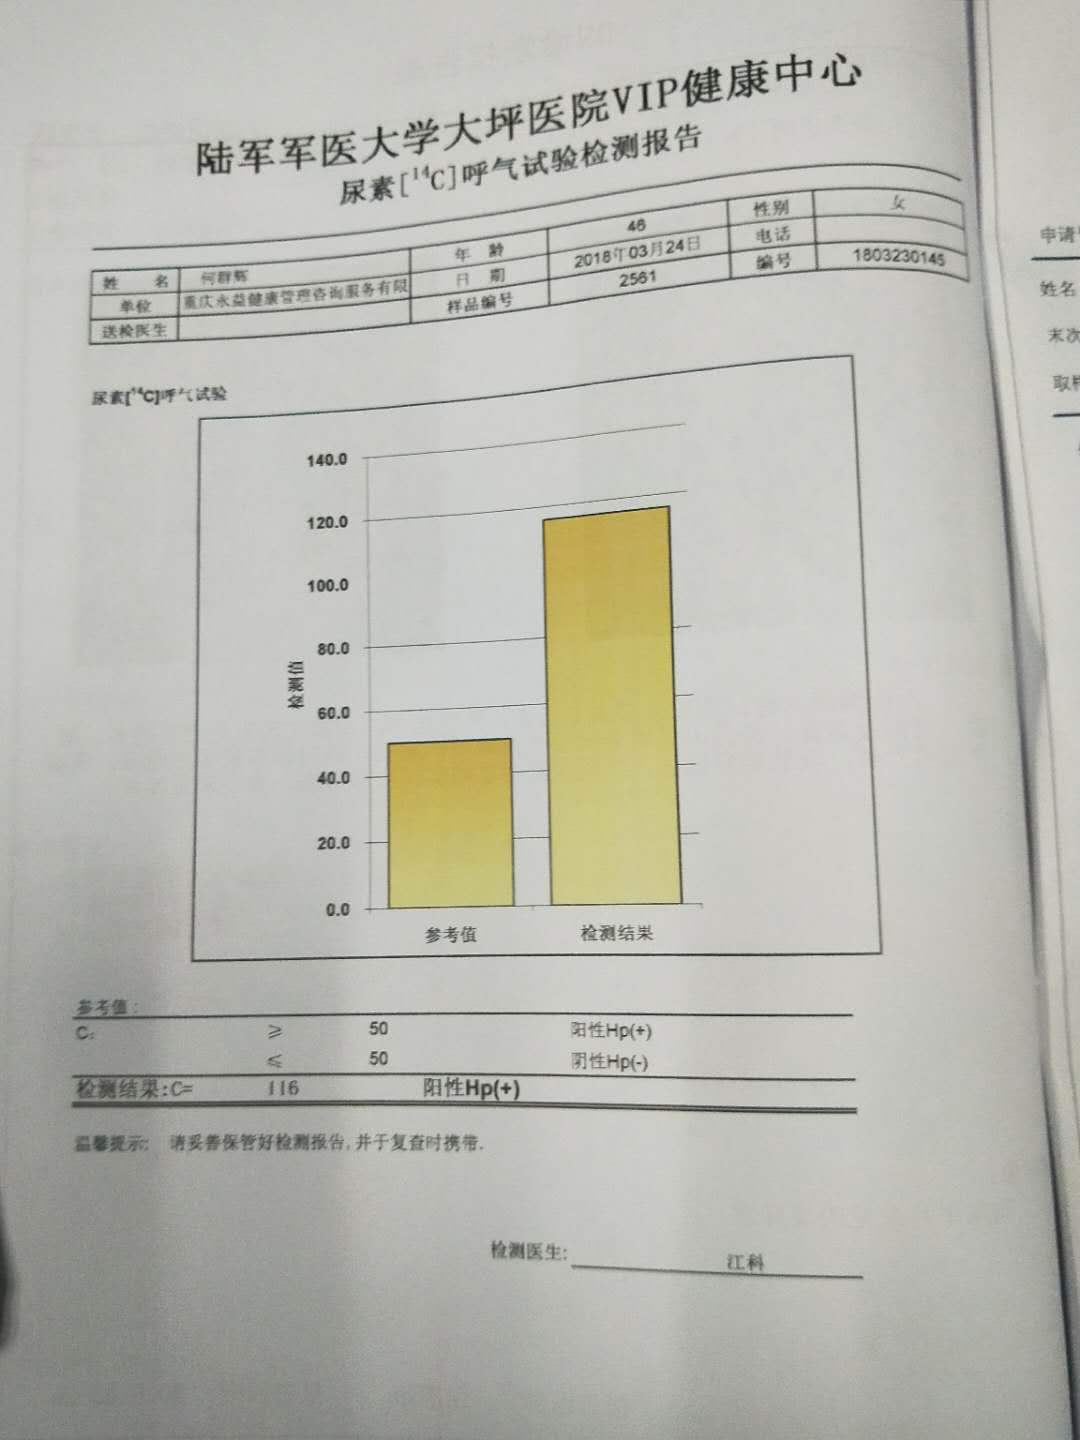 陆军军医大学大坪医院VIP健康中心
尿素[14C]呼气试验检测报告
姓 名 何群辉 年 龄 46 性别 女
单位 重庆永益健康管理咨询服务有限 日 期 2018年03月24日 电话
送检医生 样品编号 2561 编号 1803230145
尿素[14C]呼气试验
140.0
120.0
100.0
80.0
60.0
40.0
20.0
0.0
检测值
参考值 检测结果
参考值:
C: ≥ 50 阳性Hp(+)
≤ 50 阴性Hp(-)
检测结果:C= 116 阳性Hp(+)
温馨提示: 请妥善保管好检测报告,并于复查时携带.
检测医生: 江科
申请
姓名
末次
取样